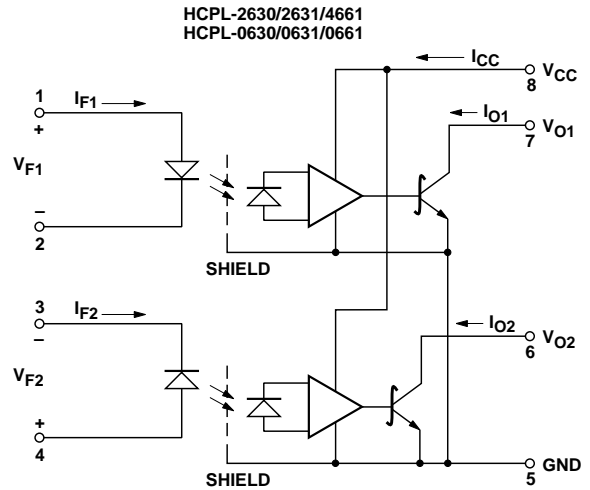 HCPL-2630/2631/4661
HCPL-0630/0631/0661
ICC
8 VCC
1 IF1
+
IO1
7 VO1
VF1
–
2
SHIELD
3 IF2
–
IO2
6 VO2
VF2
+
4
GND
5
SHIELD